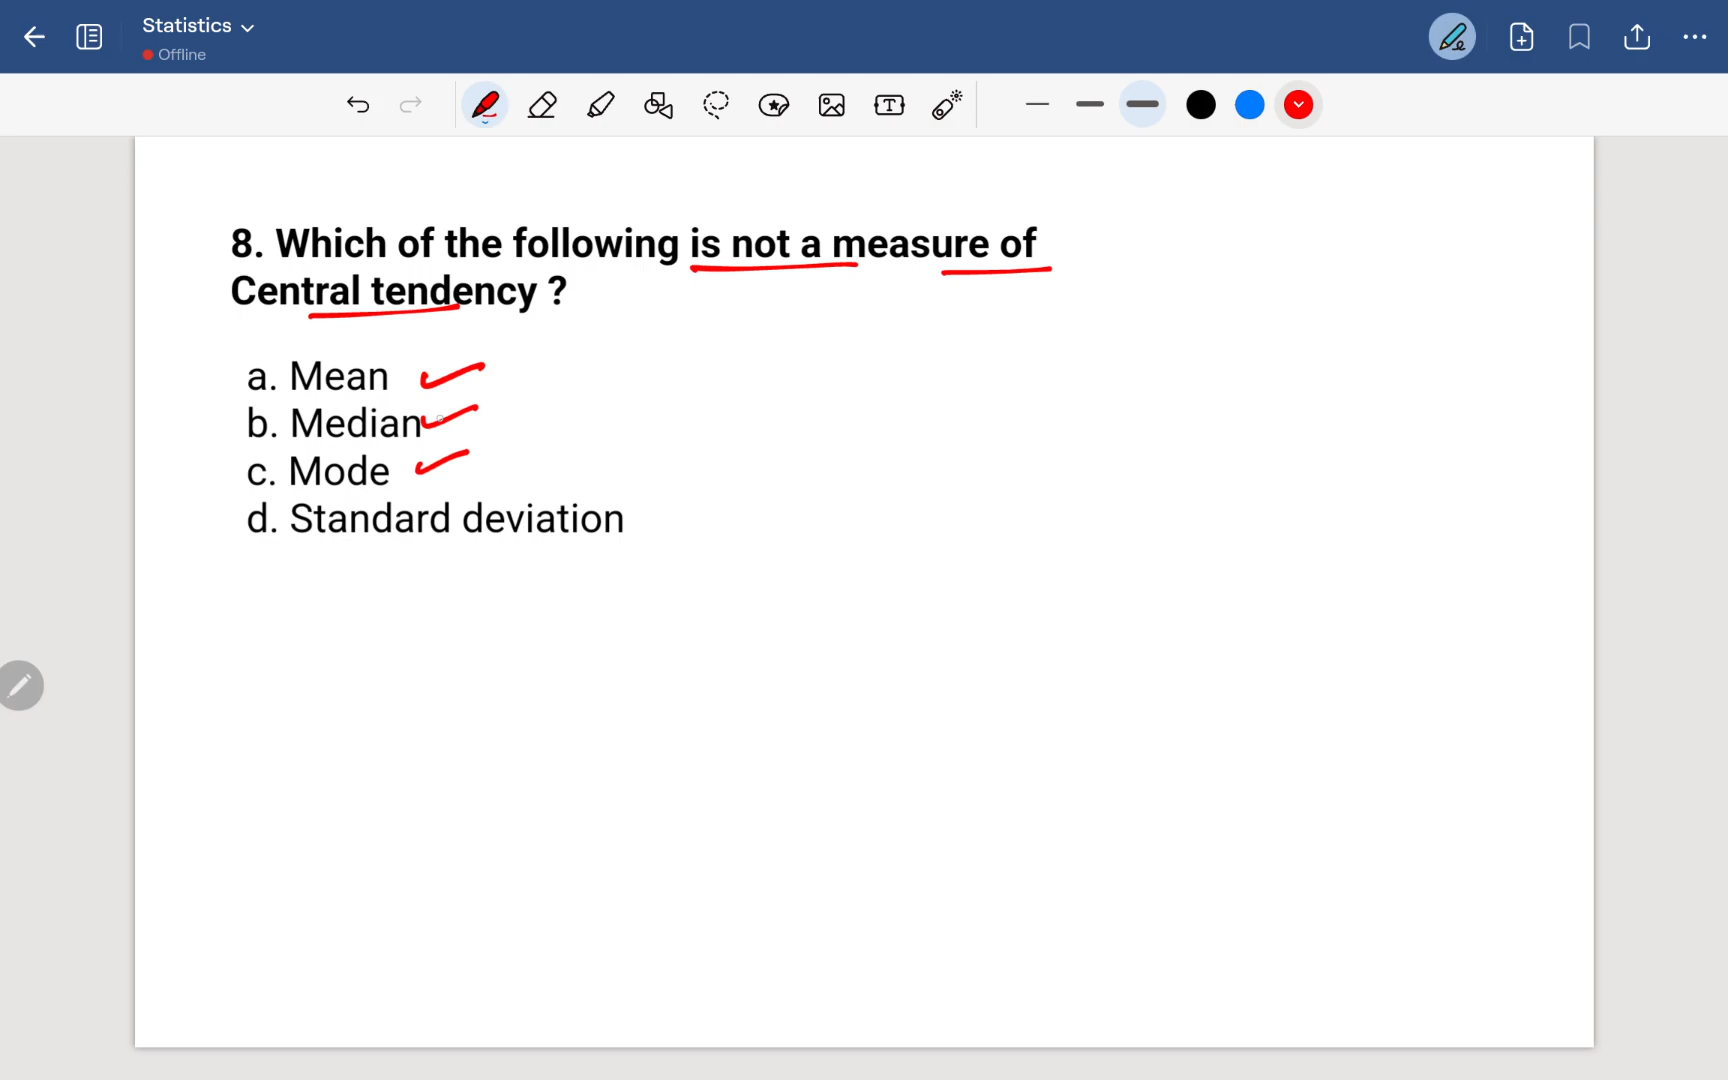 Statistics
Offline
8. Which of the following is not a measure of
Central tendency ?
a. Mean
b. Median
c. Mode
d. Standard deviation